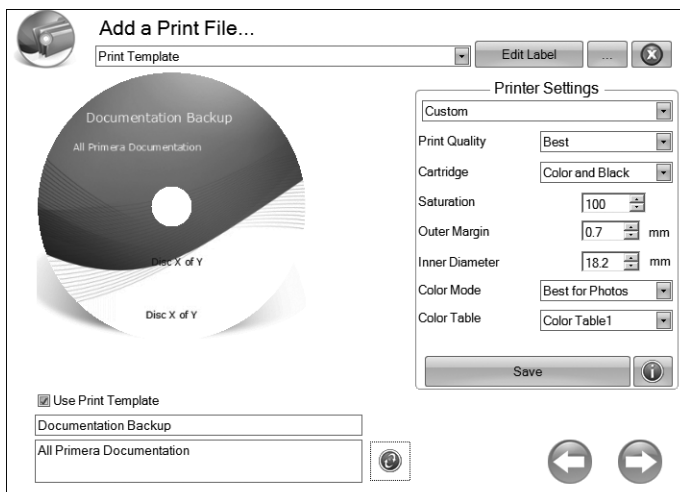 Add a Print File...
Print Template
Edit Label
...
Documentation Backup
All Primera Documentation
Disc X of Y
Disc X of Y
Printer Settings
Custom
Print Quality Best
Cartridge Color and Black
Saturation 100
Outer Margin 0.7 mm
Inner Diameter 18.2 mm
Color Mode Best for Photos
Color Table Color Table1
Save
Use Print Template
Documentation Backup
All Primera Documentation